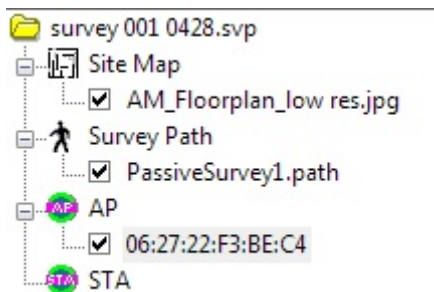 survey 001 0428.svp
Site Map
AM_Floorplan_low res.jpg
Survey Path
PassiveSurvey1.path
AP AP
06:27:22:F3:BE:C4
STA STA